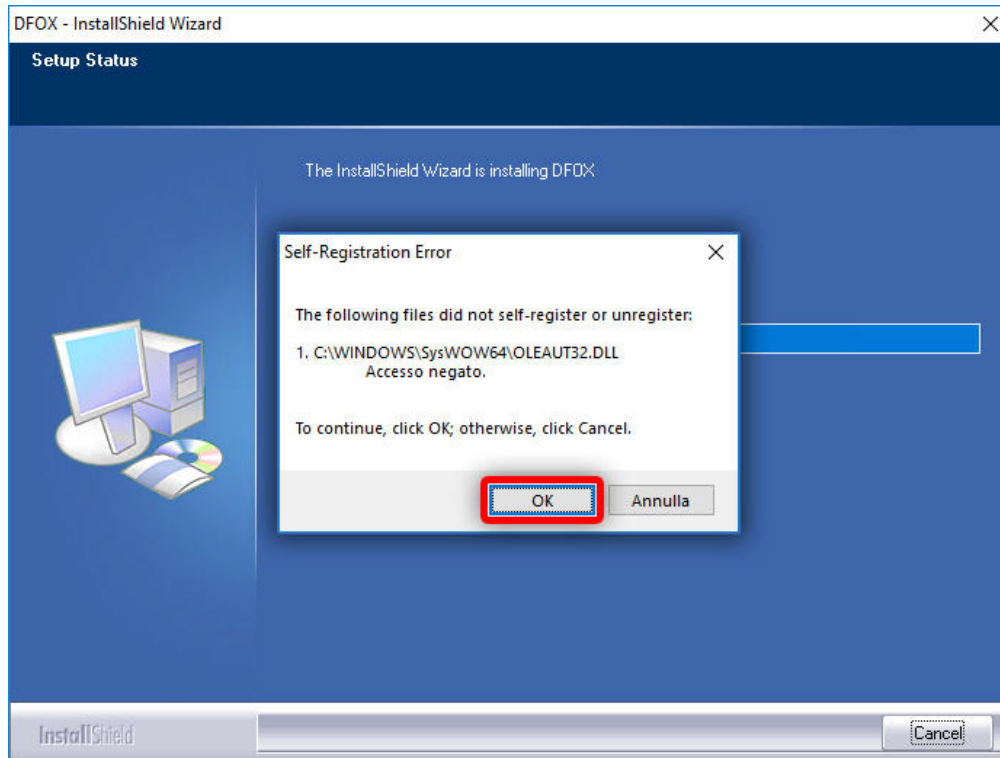 DFOX - InstallShield Wizard
Setup Status
The InstallShield Wizard is installing DFOX
Self-Registration Error
The following files did not self-register or unregister:
1. C:\WINDOWS\SysWOW64\OLEAUT32.DLL
Accesso negato.
To continue, click OK; otherwise, click Cancel.
OK Annulla
InstallShield
Cancel